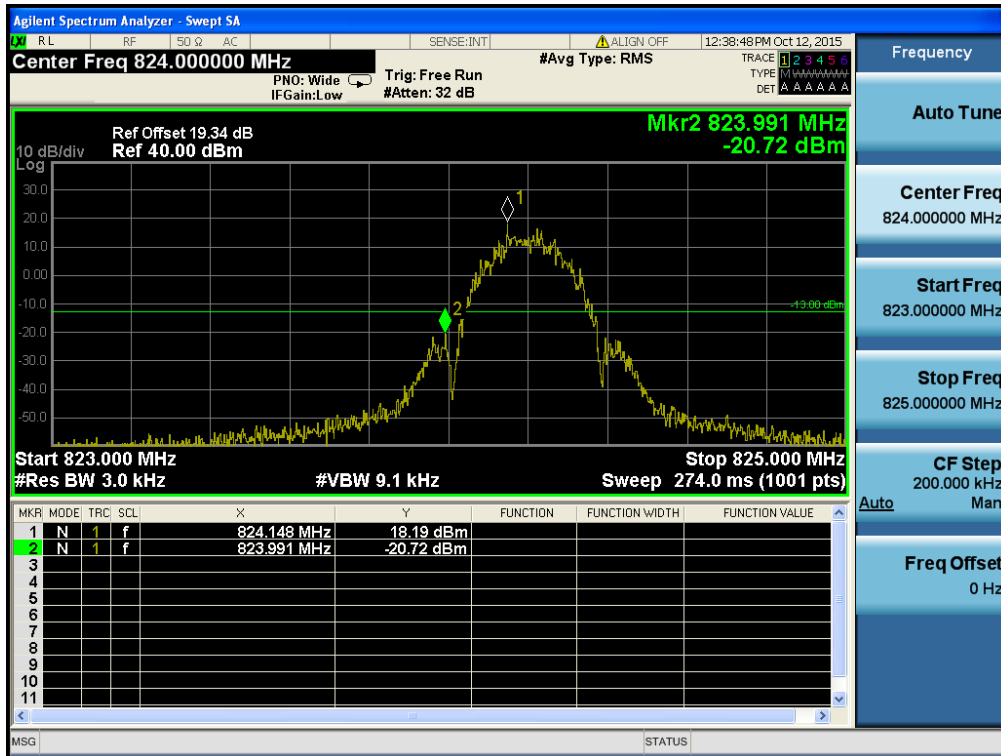 Agilent Spectrum Analyzer - Swept SA
LXI RL RF 50 Ω AC SENSE:INT ALIGN OFF 12:38:48 PM Oct 12, 2015
Center Freq 824.000000 MHz
PNO: Wide
IFGain:Low
Trig: Free Run
#Atten: 32 dB
#Avg Type: RMS
TRACE 1 2 3 4 5 6
TYPE M WWWWW
DET A A A A A A
Mkr2 823.991 MHz
-20.72 dBm
Ref Offset 19.34 dB
10 dB/div Ref 40.00 dBm
Log
30.0
20.0
10.0
0.00
-10.0
-20.0
-30.0
-40.0
-50.0
1
2
-13.00 dBm
Start 823.000 MHz Stop 825.000 MHz
#Res BW 3.0 kHz #VBW 9.1 kHz Sweep 274.0 ms (1001 pts)
MKR MODE TRC SCL X Y FUNCTION FUNCTION WIDTH FUNCTION VALUE
1 N 1 f 824.148 MHz 18.19 dBm
2 N 1 f 823.991 MHz -20.72 dBm
3
4
5
6
7
8
9
10
11
MSG STATUS
Frequency
Auto Tune
Center Freq
824.000000 MHz
Start Freq
823.000000 MHz
Stop Freq
825.000000 MHz
CF Step
200.000 kHz
Auto Man
Freq Offset
0 Hz